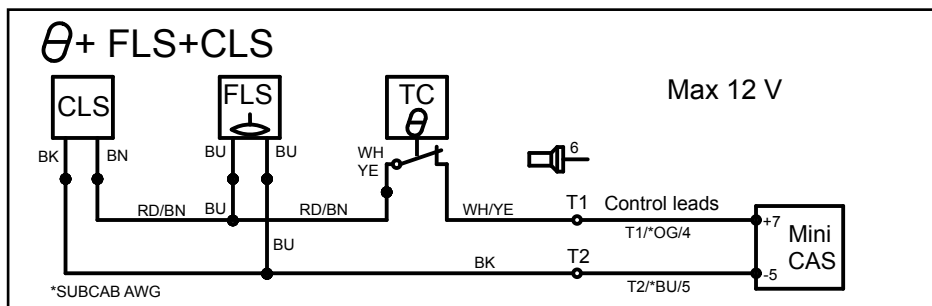 θ+ FLS+CLS
CLS
FLS
TC
θ
Max 12 V
BK
BN
BU
BU
WH
YE
6
RD/BN
BU
RD/BN
WH/YE
T1
Control leads
T1/*OG/4
+7
Mini
CAS
BU
BK
T2
T2/*BU/5
-5
*SUBCAB AWG